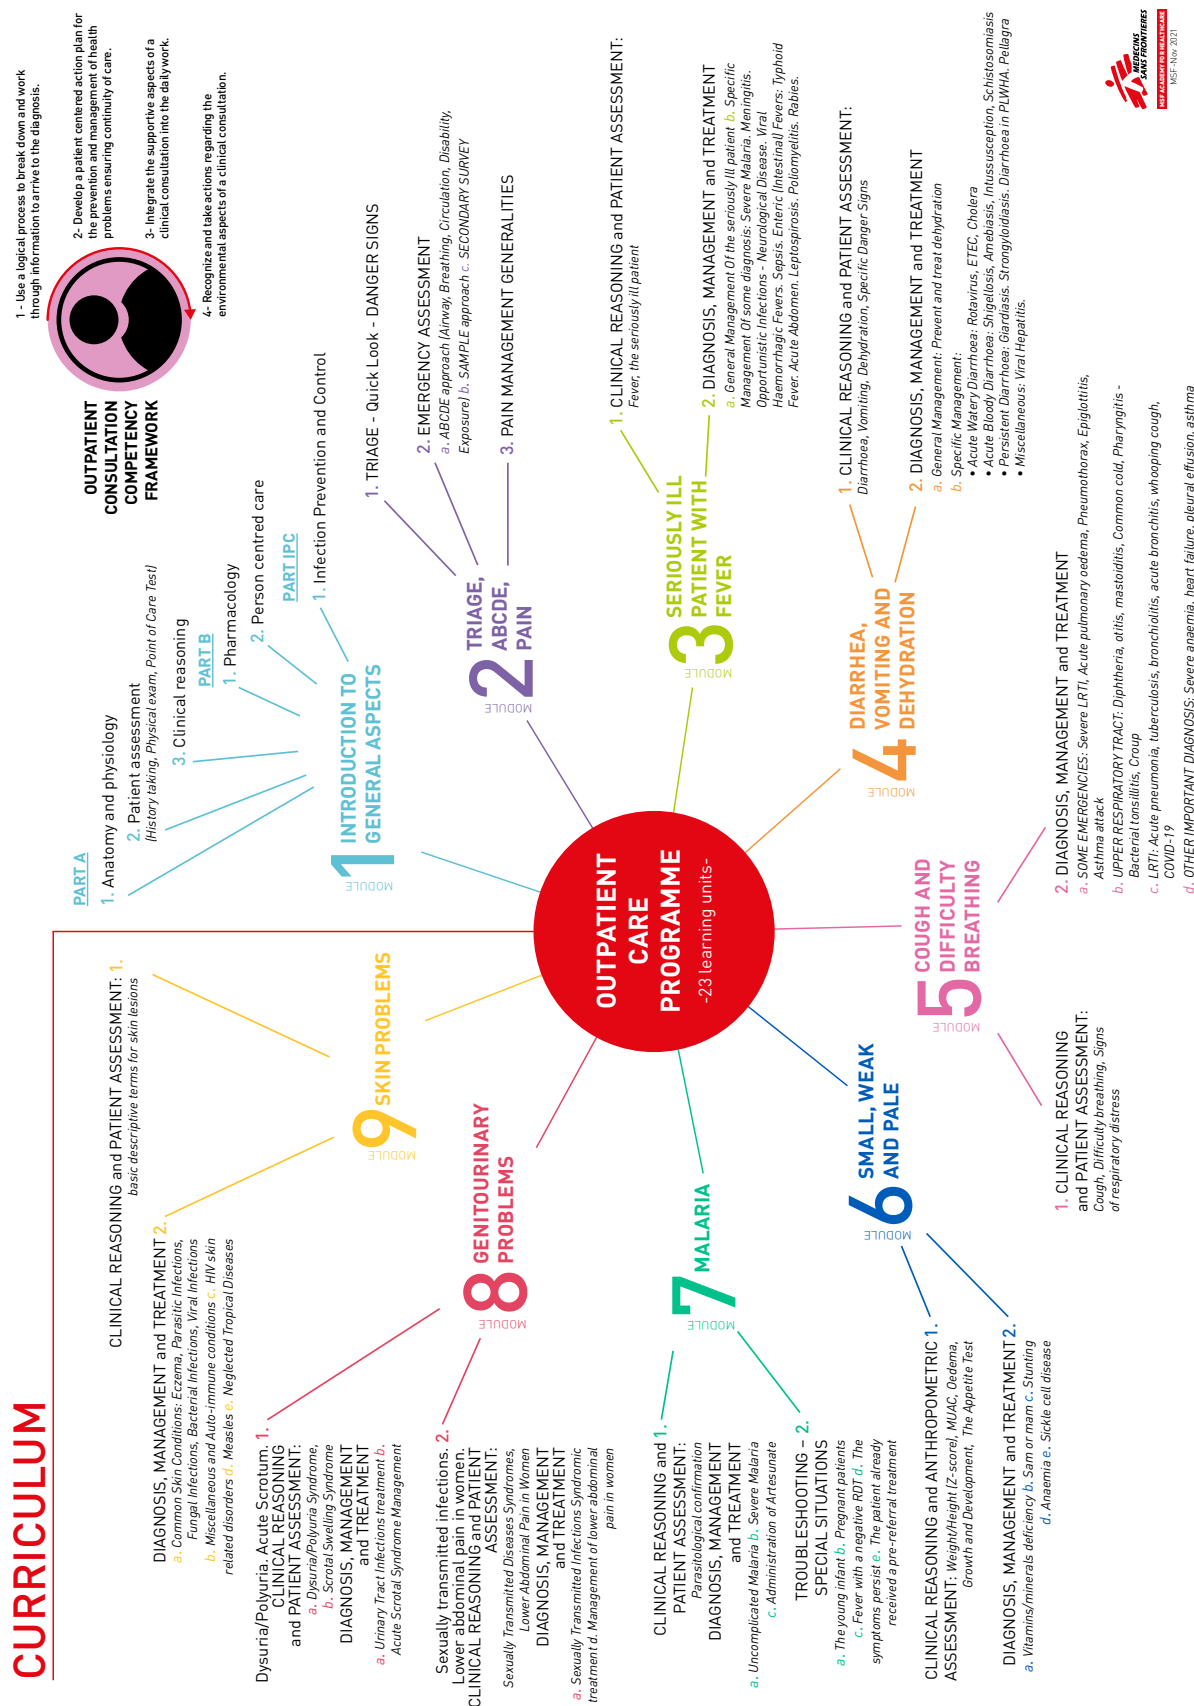 CURRICULUM
OUTPATIENT
CONSULTATION
COMPETENCY
FRAMEWORK
1 - Use a logical process to break down and work
through information to arrive to the diagnosis.
2- Develop a patient centered action plan for
the prevention and management of health
problems ensuring continuity of care.
3- Integrate the supportive aspects of a
clinical consultation into the daily work.
4- Recognize and take actions regarding the
environmental aspects of a clinical consultation.
OUTPATIENT
CARE
PROGRAMME
-23 learning units-
MODULE
1
INTRODUCTION TO
GENERAL ASPECTS
PART A
1. Anatomy and physiology
2. Patient assessment
(History taking, Physical exam, Point of Care Test)
3. Clinical reasoning
PART B
1. Pharmacology
2. Person centred care
PART IPC
1. Infection Prevention and Control
MODULE
2
TRIAGE,
ABCDE,
PAIN
1. TRIAGE - Quick Look - DANGER SIGNS
2. EMERGENCY ASSESSMENT
a. ABCDE approach (Airway, Breathing, Circulation, Disability,
Exposure) b. SAMPLE approach c. SECONDARY SURVEY
3. PAIN MANAGEMENT GENERALITIES
MODULE
3
SERIOUSLY ILL
PATIENT WITH
FEVER
1. CLINICAL REASONING and PATIENT ASSESSMENT:
Fever, the seriously ill patient
2. DIAGNOSIS, MANAGEMENT and TREATMENT
a. General Management Of the seriously Ill patient b. Specific
Management Of some diagnosis: Severe Malaria. Meningitis.
Opportunistic Infections - Neurological Disease. Viral
Haemorrhagic Fevers. Sepsis. Enteric (Intestinal) Fevers: Typhoid
Fever. Acute Abdomen. Leptospirosis. Poliomyelitis. Rabies.
MODULE
4
DIARRHEA,
VOMITING AND
DEHYDRATION
1. CLINICAL REASONING and PATIENT ASSESSMENT:
Diarrhoea, Vomiting, Dehydration, Specific Danger Signs
2. DIAGNOSIS, MANAGEMENT and TREATMENT
a. General Management: Prevent and treat dehydration
b. Specific Management:
• Acute Watery Diarrhoea: Rotavirus, ETEC, Cholera
• Acute Bloody Diarrhoea: Shigellosis, Amebiasis, Intussusception, Schistosomiasis
• Persistent Diarrhoea: Giardiasis. Strongyloidiasis. Diarrhoea in PLWHA. Pellagra
• Miscellaneous: Viral Hepatitis.
MODULE
5
COUGH AND
DIFFICULTY
BREATHING
1. CLINICAL REASONING
and PATIENT ASSESSMENT:
Cough, Difficulty breathing, Signs
of respiratory distress
2. DIAGNOSIS, MANAGEMENT and TREATMENT
a. SOME EMERGENCIES: Severe LRTI, Acute pulmonary oedema, Pneumothorax, Epiglottitis,
Asthma attack
b. UPPER RESPIRATORY TRACT: Diphtheria, otitis, mastoiditis, Common cold, Pharyngitis -
Bacterial tonsillitis, Croup
c. LRTI: Acute pneumonia, tuberculosis, bronchiolitis, acute bronchitis, whooping cough,
COVID-19
d. OTHER IMPORTANT DIAGNOSIS: Severe anaemia, heart failure, pleural effusion, asthma
MODULE
6
SMALL, WEAK
AND PALE
CLINICAL REASONING and ANTHROPOMETRIC 1.
ASSESSMENT: Weight/Height (Z-score), MUAC, Oedema,
Growth and Development, The Appetite Test
DIAGNOSIS, MANAGEMENT and TREATMENT 2.
a. Vitamins/minerals deficiency b. Sam or mam c. Stunting
d. Anaemia e. Sickle cell disease
MODULE
7
MALARIA
CLINICAL REASONING and 1.
PATIENT ASSESSMENT:
Parasitological confirmation
DIAGNOSIS, MANAGEMENT
and TREATMENT
a. Uncomplicated Malaria b. Severe Malaria
c. Administration of Artesunate
TROUBLESHOOTING – 2.
SPECIAL SITUATIONS
a. The young infant b. Pregnant patients
c. Fever with a negative RDT d. The
symptoms persist e. The patient already
received a pre-referral treatment
MODULE
8
GENITOURINARY
PROBLEMS
Dysuria/Polyuria. Acute Scrotum. 1.
CLINICAL REASONING
and PATIENT ASSESSMENT:
a. Dysuria/Polyuria Syndrome,
b. Scrotal Swelling Syndrome
DIAGNOSIS, MANAGEMENT
and TREATMENT
a. Urinary Tract Infections treatment b.
Acute Scrotal Syndrome Management
Sexually transmitted infections. 2.
Lower abdominal pain in women.
CLINICAL REASONING and PATIENT
ASSESSMENT:
Sexually Transmitted Diseases Syndromes,
Lower Abdominal Pain in Women
DIAGNOSIS, MANAGEMENT
and TREATMENT
a. Sexually Transmitted Infections Syndromic
treatment d. Management of lower abdominal
pain in women
MODULE
9
SKIN PROBLEMS
CLINICAL REASONING and PATIENT ASSESSMENT: 1.
basic descriptive terms for skin lesions
DIAGNOSIS, MANAGEMENT and TREATMENT 2.
a. Common Skin Conditions: Eczema, Parasitic Infections,
Fungal Infections, Bacterial Infections, Viral Infections
b. Miscellaneous and Auto-immune conditions c. HIV skin
related disorders d. Measles e. Neglected Tropical Diseases
MEDECINS
SANS FRONTIERES
MSF ACADEMY FOR HEALTHCARE
MSF -Nov 2021